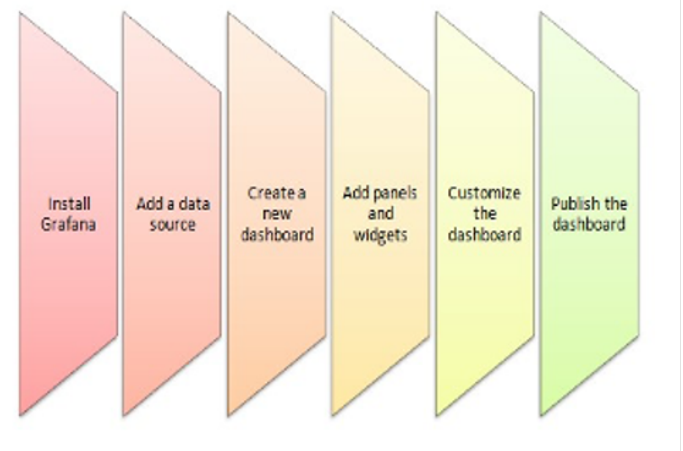 Install
Grafana
Add a data
source
Create a
new
dashboard
Add panels
and
widgets
Customize
the
dashboard
Publish the
dashboard